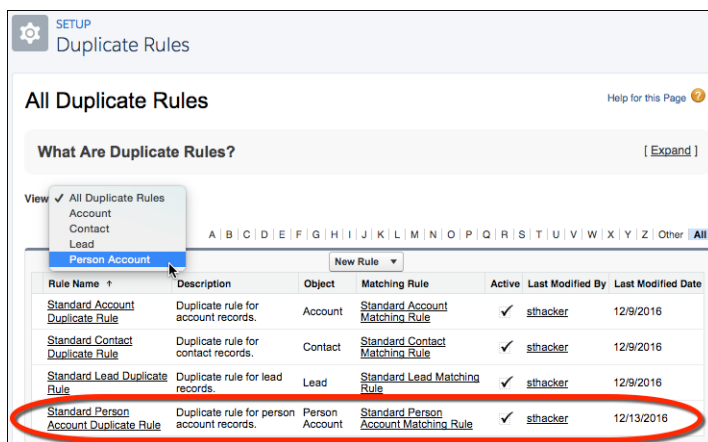 SETUP
Duplicate Rules
All Duplicate Rules
Help for this Page ?
What Are Duplicate Rules?
[ Expand ]
View ✓ All Duplicate Rules
Account
Contact
Lead
Person Account
A | B | C | D | E | F | G | H | I | J | K | L | M | N | O | P | Q | R | S | T | U | V | W | X | Y | Z | Other | All
New Rule ▼
Rule Name ↑ Description Object Matching Rule Active Last Modified By Last Modified Date
Standard Account Duplicate rule for Account Standard Account ✓ sthacker 12/9/2016
Duplicate Rule account records. Matching Rule
Standard Contact Duplicate rule for Contact Standard Contact ✓ sthacker 12/9/2016
Duplicate Rule contact records. Matching Rule
Standard Lead Duplicate Duplicate rule for lead Lead Standard Lead Matching ✓ sthacker 12/9/2016
Rule records. Rule
Standard Person Duplicate rule for person Person Standard Person ✓ sthacker 12/13/2016
Account Duplicate Rule account records. Account Account Matching Rule